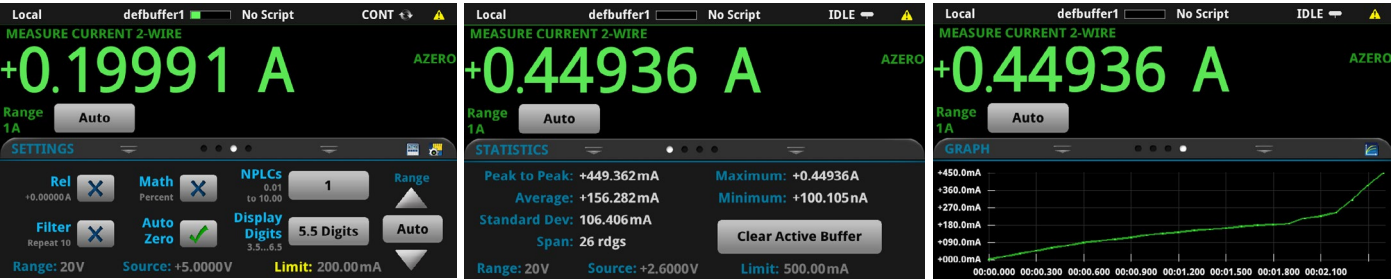 Local defbuffer1 No Script CONT
MEASURE CURRENT 2-WIRE
+0.19991 A
AZERO
Range
1A
Auto
SETTINGS
Rel
+0.00000A
Math
Percent
NPLCs
0.01
to 10.00
1
Range
Filter
Repeat 10
Auto
Zero
Display
Digits
3.5...6.5
5.5 Digits
Auto
Range: 20V Source: +5.0000V Limit: 200.00mA
Local defbuffer1 No Script IDLE
MEASURE CURRENT 2-WIRE
+0.44936 A
AZERO
Range
1A
Auto
STATISTICS
Peak to Peak: +449.362mA Maximum: +0.44936A
Average: +156.282mA Minimum: +100.105nA
Standard Dev: 106.406mA
Span: 26 rdgs
Clear Active Buffer
Range: 20V Source: +2.6000V Limit: 500.00mA
Local defbuffer1 No Script IDLE
MEASURE CURRENT 2-WIRE
+0.44936 A
AZERO
Range
1A
Auto
GRAPH
+450.0mA
+360.0mA
+270.0mA
+180.0mA
+090.0mA
+000.0mA
00:00.000 00:00.300 00:00.600 00:00.900 00:01.200 00:01.500 00:01.800 00:02.100